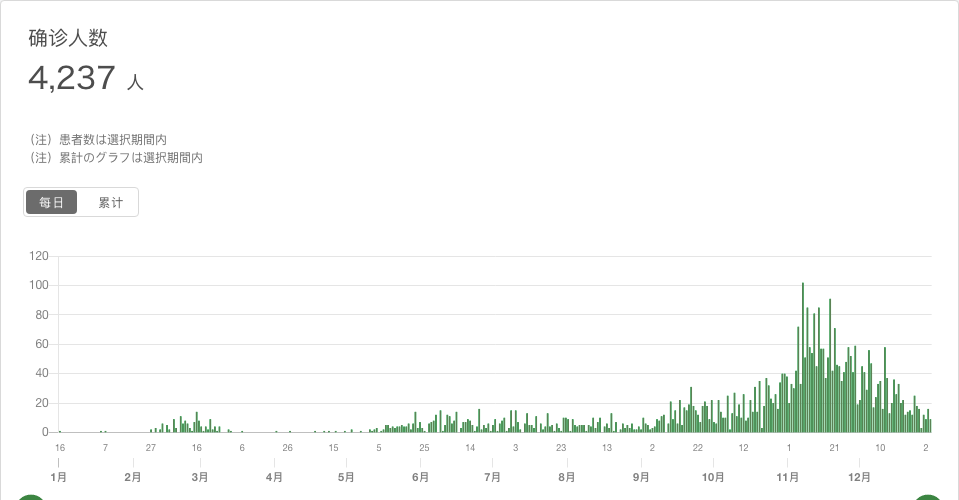 确诊人数
4,237 人
（注）患者数は選択期間内
（注）累計のグラフは選択期間内
每日 累计
120
100
80
60
40
20
0
16 7 27 16 6 26 15 5 25 14 3 23 13 2 22 12 1 21 10 2
1月 2月 3月 4月 5月 6月 7月 8月 9月 10月 11月 12月